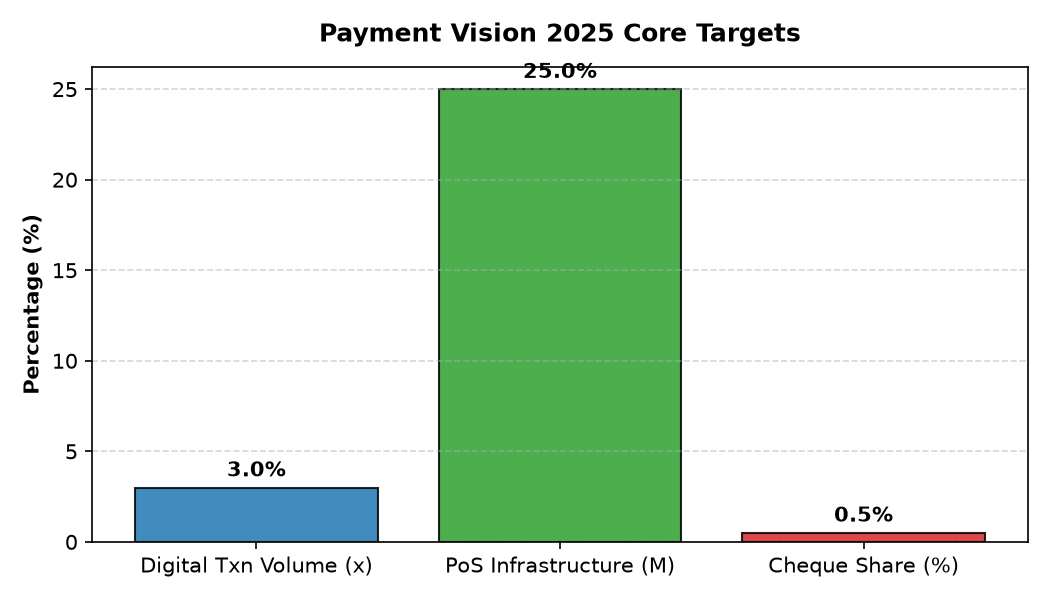 Payment Vision 2025 Core Targets
Percentage (%)
25
20
15
10
5
0
3.0%
25.0%
0.5%
Digital Txn Volume (x)
PoS Infrastructure (M)
Cheque Share (%)